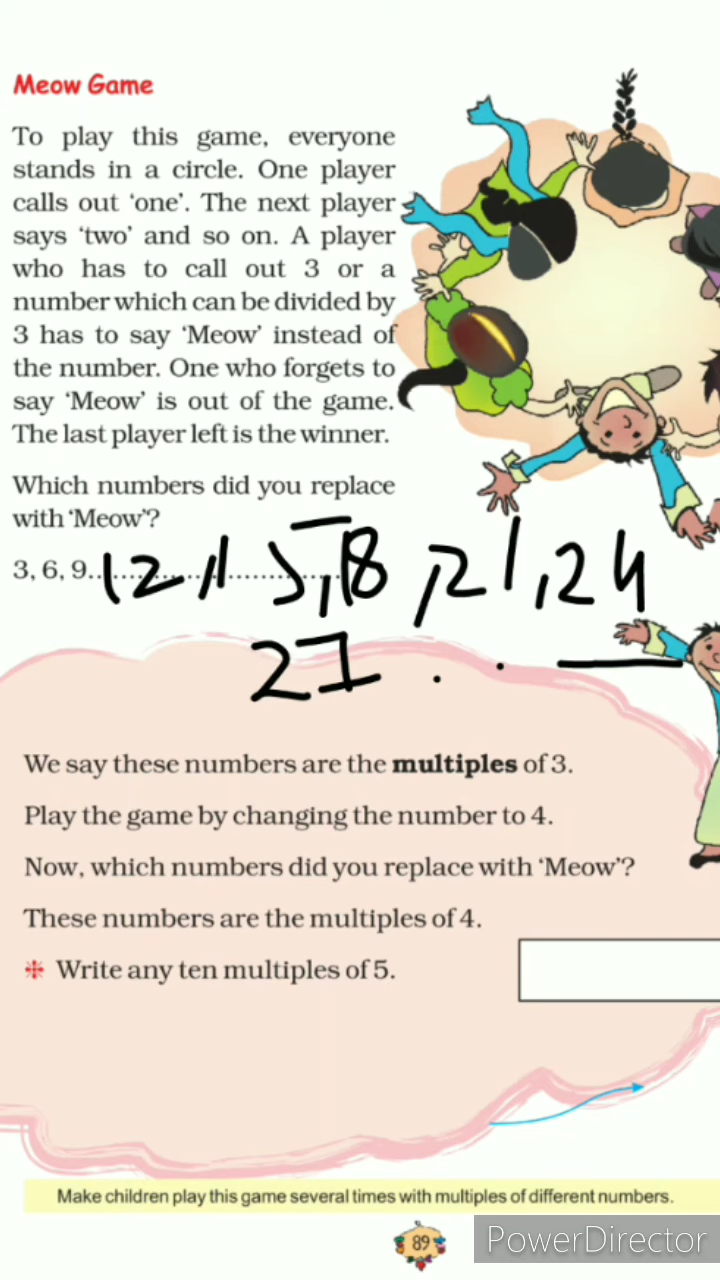 Meow Game
To play this game, everyone
stands in a circle. One player
calls out ‘one’. The next player
says ‘two’ and so on. A player
who has to call out 3 or a
number which can be divided by
3 has to say ‘Meow’ instead of
the number. One who forgets to
say ‘Meow’ is out of the game.
The last player left is the winner.
Which numbers did you replace
with ‘Meow’?
3, 6, 9...12, 15, 18, 21, 24
27 . .
We say these numbers are the multiples of 3.
Play the game by changing the number to 4.
Now, which numbers did you replace with ‘Meow’?
These numbers are the multiples of 4.
Write any ten multiples of 5.
Make children play this game several times with multiples of different numbers.
89
PowerDirector